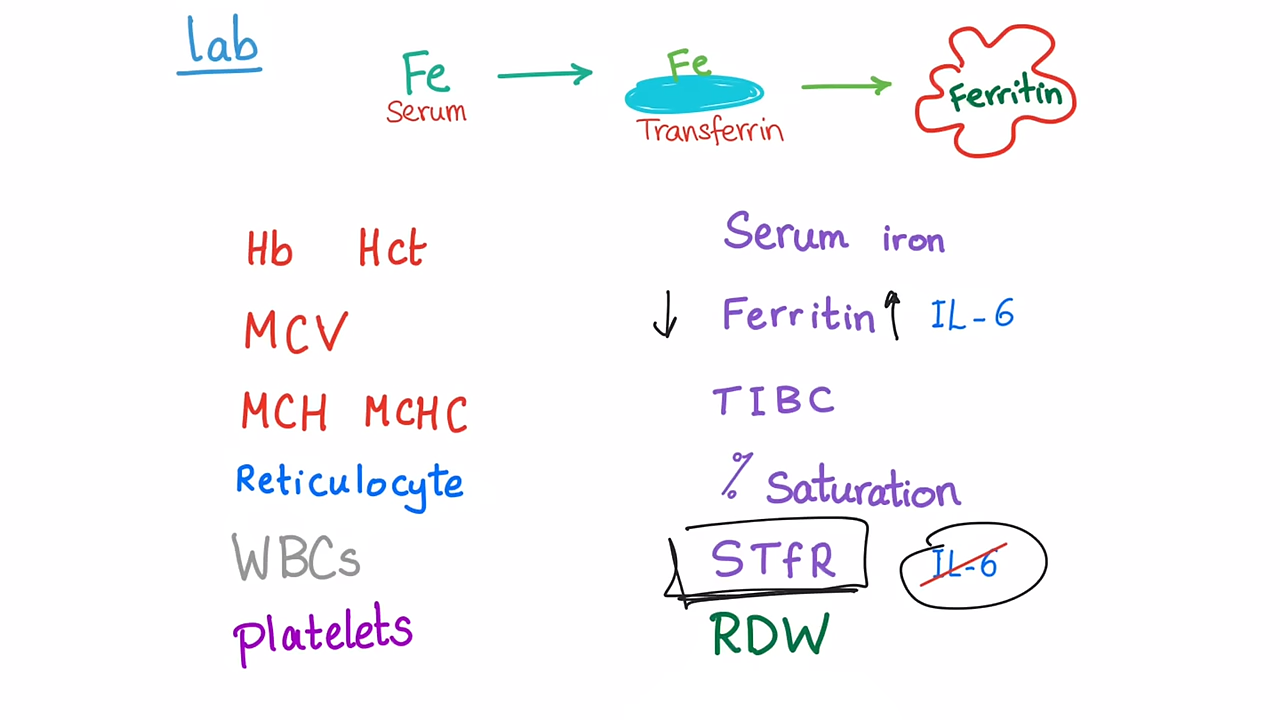 lab
Fe
Serum
Fe
Transferrin
Ferritin
Hb Hct
MCV
MCH MCHC
Reticulocyte
WBCs
Platelets
Serum iron
↓ Ferritin ↑ IL-6
TIBC
% Saturation
STfR IL-6
RDW